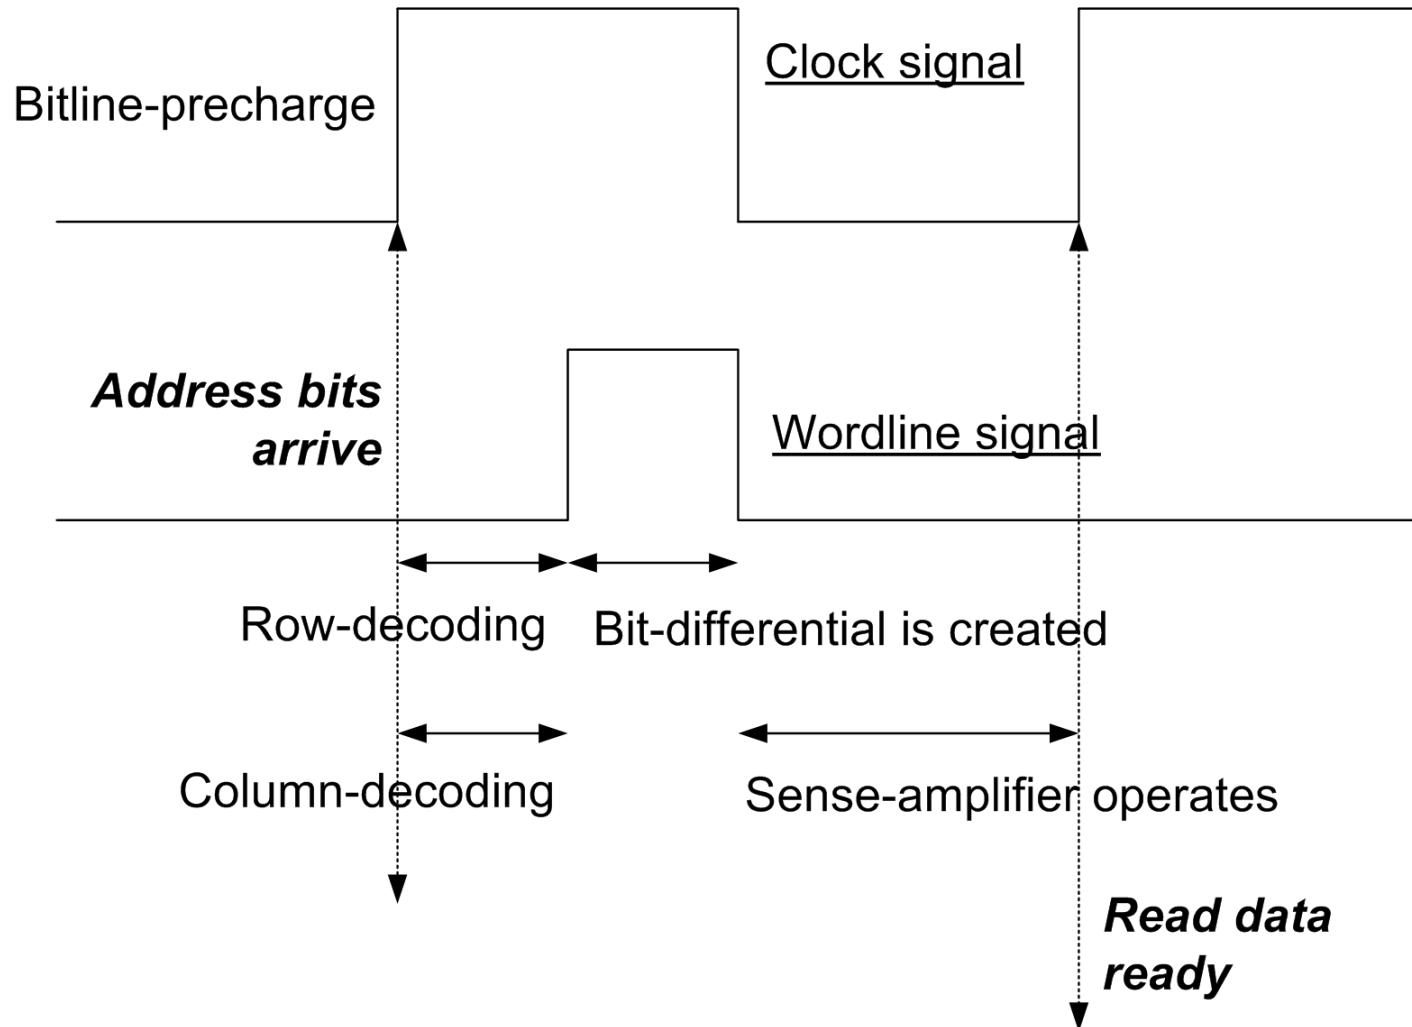 Clock signal
Bitline-precharge
Address bits
arrive
Wordline signal
Row-decoding
Bit-differential is created
Column-decoding
Sense-amplifier operates
Read data
ready